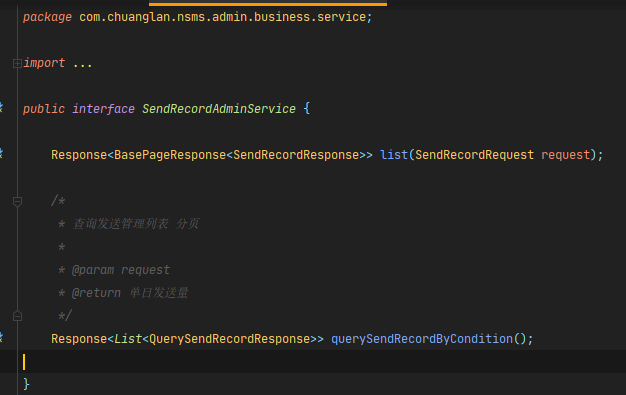 package com.chuanglan.nsms.admin.business.service;
import ...
public interface SendRecordAdminService {
Response<BasePageResponse<SendRecordResponse>> list(SendRecordRequest request);
/*
* 查询发送管理列表 分页
*
* @param request
* @return 单日发送量
*/
Response<List<QuerySendRecordResponse>> querySendRecordByCondition();
}